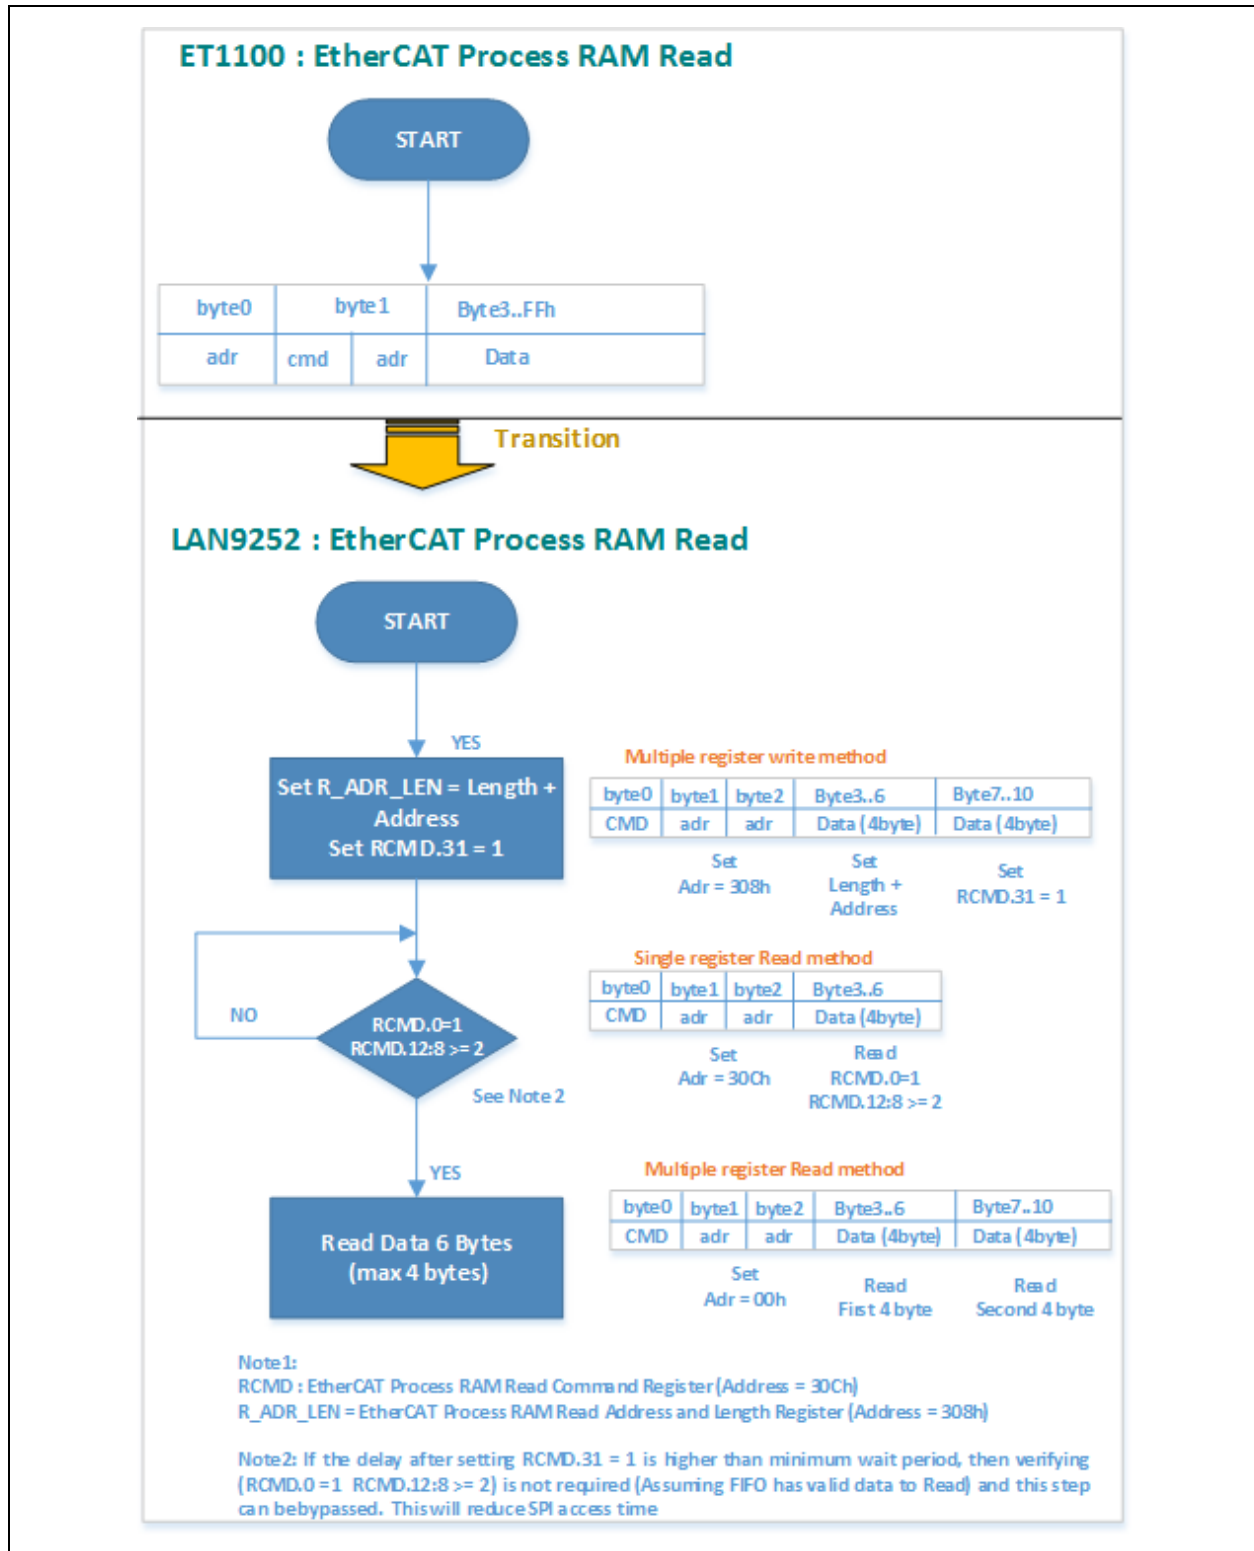 ET1100 : EtherCAT Process RAM Read
START
byte0 byte1 Byte3..FFh
adr cmd adr Data
Transition
LAN9252 : EtherCAT Process RAM Read
START
YES
Set R_ADR_LEN = Length +
Address
Set RCMD.31 = 1
Multiple register write method
byte0 byte1 byte2 Byte3..6 Byte7..10
CMD adr adr Data (4byte) Data (4byte)
Set
Adr = 308h
Set
Length +
Address
Set
RCMD.31 = 1
NO
RCMD.0=1
RCMD.12:8 >= 2
See Note 2
Single register Read method
byte0 byte1 byte2 Byte3..6
CMD adr adr Data (4byte)
Set
Adr = 30Ch
Read
RCMD.0=1
RCMD.12:8 >= 2
YES
Read Data 6 Bytes
(max 4 bytes)
Multiple register Read method
byte0 byte1 byte2 Byte3..6 Byte7..10
CMD adr adr Data (4byte) Data (4byte)
Set
Adr = 00h
Read
First 4 byte
Read
Second 4 byte
Note1:
RCMD : EtherCAT Process RAM Read Command Register (Address = 30Ch)
R_ADR_LEN = EtherCAT Process RAM Read Address and Length Register (Address = 308h)
Note2: If the delay after setting RCMD.31 = 1 is higher than minimum wait period, then verifying
(RCMD.0 =1 RCMD.12:8 >= 2) is not required (Assuming FIFO has valid data to Read) and this step
can bebypassed. This will reduce SPI access time